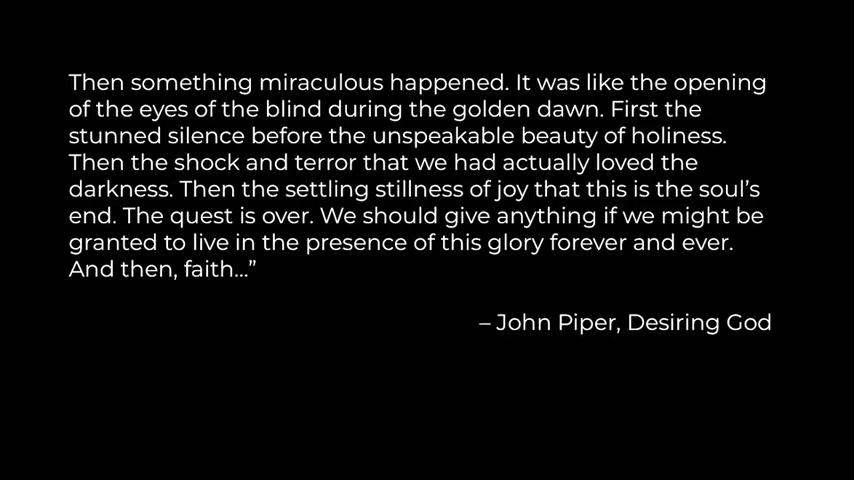 Then something miraculous happened. It was like the opening
of the eyes of the blind during the golden dawn. First the
stunned silence before the unspeakable beauty of holiness.
Then the shock and terror that we had actually loved the
darkness. Then the settling stillness of joy that this is the soul’s
end. The quest is over. We should give anything if we might be
granted to live in the presence of this glory forever and ever.
And then, faith...”
– John Piper, Desiring God